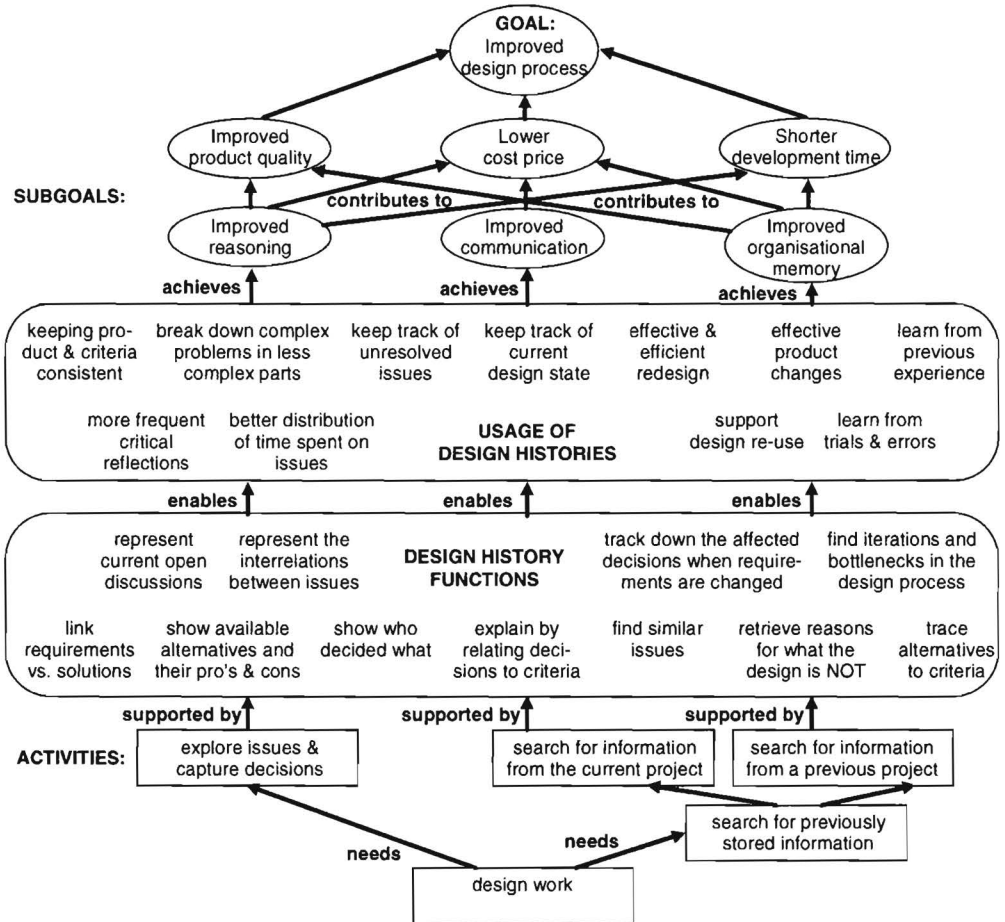 GOAL:
Improved
design process
Improved
product quality
Lower
cost price
Shorter
development time
SUBGOALS:
contributes to
contributes to
Improved
reasoning
Improved
communication
Improved
organisational
memory
achieves
achieves
achieves
keeping pro-
duct & criteria
consistent
break down complex
problems in less
complex parts
keep track of
unresolved
issues
keep track of
current
design state
effective &
efficient
redesign
effective
product
changes
learn from
previous
experience
more frequent
critical
reflections
better distribution
of time spent on
issues
USAGE OF
DESIGN HISTORIES
support
design re-use
learn from
trials & errors
enables
enables
enables
represent
current open
discussions
represent the
interrelations
between issues
DESIGN HISTORY
FUNCTIONS
track down the affected
decisions when require-
ments are changed
find iterations and
bottlenecks in the
design process
link
requirements
vs. solutions
show available
alternatives and
their pro's & cons
show who
decided what
explain by
relating deci-
sions to criteria
find similar
issues
retrieve reasons
for what the
design is NOT
trace
alternatives
to criteria
supported by
supported by
supported by
ACTIVITIES:
explore issues &
capture decisions
search for information
from the current project
search for information
from a previous project
search for previously
stored information
needs
needs
design work